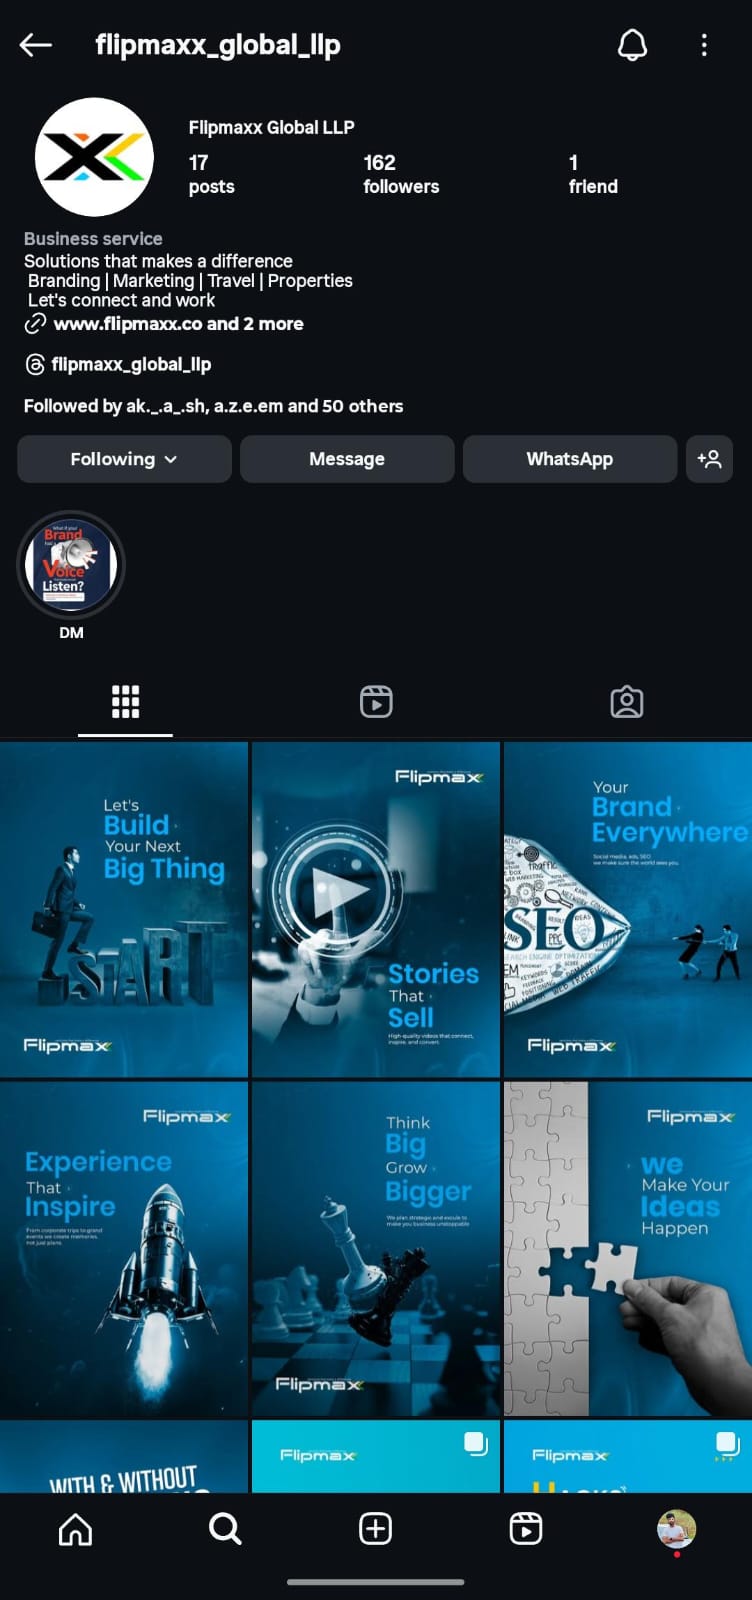 flipmaxx_global_llp
Flipmaxx Global LLP
17 posts
162 followers
1 friend
Business service
Solutions that makes a difference
Branding | Marketing | Travel | Properties
Let's connect and work
www.flipmaxx.co and 2 more
flipmaxx_global_llp
Followed by ak._.a_.sh, a.z.e.em and 50 others
Following
Message
WhatsApp
What if your
Brand
Voice
Listen?
DM
Let's
Build
Your Next
Big Thing
START
Flipmax
Flipmax
Stories
That
Sell
High-quality videos that connect,
inspire, and convert.
Your
Brand
Everywhere
Social media, ads, SEO
we make sure the world sees you.
SEO
Flipmax
Flipmax
Experience
That
Inspire
From corporate trips to grand
events we create memories,
not just plans.
Think
Big
Grow
Bigger
We plan strategic and excute to
make you business unstoppable
Flipmax
Flipmax
we
Make Your
Ideas
Happen
WITH & WITHOUT
Flipmax
Flipmax